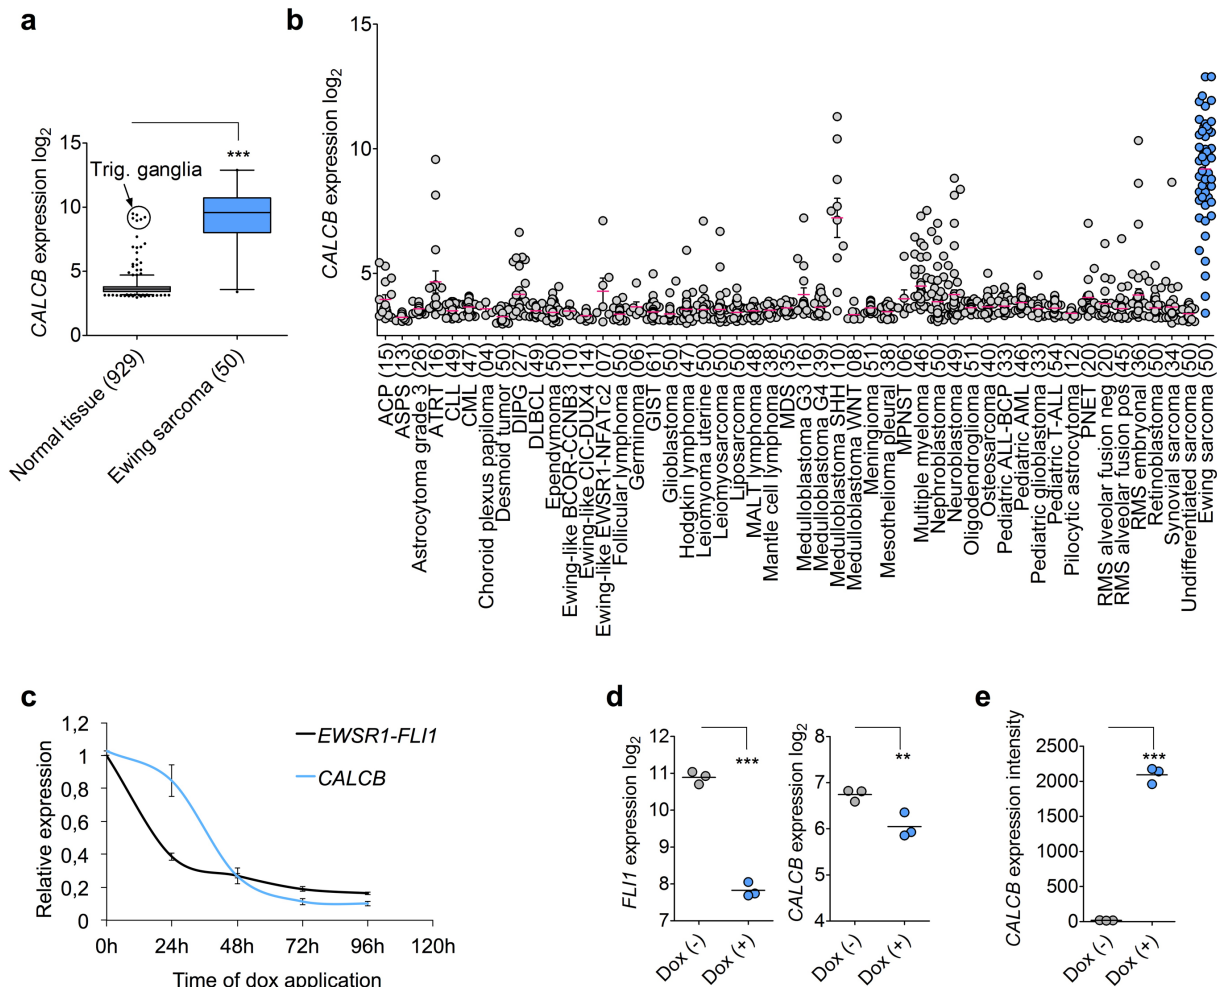 a
CALCB expression log2
15
10
5
0
***
Trig. ganglia
Normal tissue (929)
Ewing sarcoma (50)
b
CALCB expression log2
15
10
5
ACP (15)
ASPS (13)
Astrocytoma grade 3 (26)
ATRT (16)
CLL (49)
CML (47)
Choroid plexus papiloma (04)
Desmoid tumor (50)
DIPG (27)
DLBCL (49)
Ependymoma (50)
Ewing-like BCOR-CCNB3 (10)
Ewing-like CIC-DUX4 (14)
Ewing-like EWSR1-NFATc2 (07)
Follicular lymphoma (50)
Germinoma (06)
GIST (61)
Glioblastoma (50)
Hodgkin lymphoma (47)
Leiomyoma uterine (50)
Leiomyosarcoma (50)
Liposarcoma (50)
MALT lymphoma (48)
Mantle cell lymphoma (38)
MDS (35)
Medulloblastoma G3 (16)
Medulloblastoma G4 (39)
Medulloblastoma SHH (10)
Medulloblastoma WNT (08)
Meningioma (51)
Mesothelioma pleural (38)
MPNST (06)
Multiple myeloma (46)
Nephroblastoma (50)
Neuroblastoma (49)
Oligodendroglioma (51)
Osteosarcoma (40)
Pediatric ALL-BCP (33)
Pediatric AML (46)
Pediatric glioblastoma (33)
Pediatric T-ALL (54)
Pilocytic astrocytoma (12)
PNET (20)
RMS alveolar fusion neg (20)
RMS alveolar fusion pos (45)
RMS embryonal (36)
Retinoblastoma (50)
Synovial sarcoma (34)
Undifferentiated sarcoma (50)
Ewing sarcoma (50)
c
Relative expression
1,2
1
0,8
0,6
0,4
0,2
0
0h
24h
48h
72h
96h
120h
Time of dox application
EWSR1-FLI1
CALCB
d
FLI1 expression log2
12
11
10
9
8
7
***
Dox (-)
Dox (+)
CALCB expression log2
8
7
6
5
4
**
Dox (-)
Dox (+)
e
CALCB expression intensity
2500
2000
1500
1000
500
0
***
Dox (-)
Dox (+)